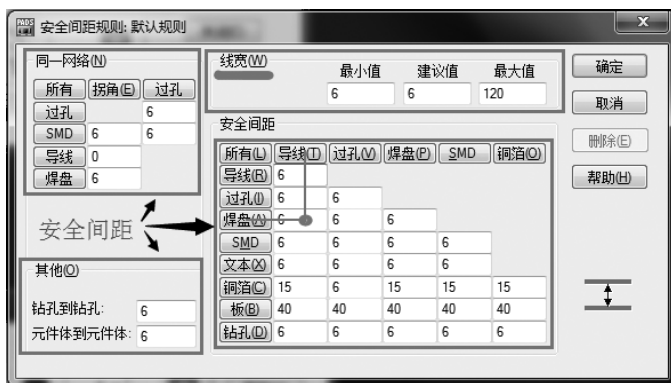 PADS 安全间距规则: 默认规则 x
同一网络(N)
所有 拐角(E) 过孔
过孔 6
SMD 6 6
导线 0
焊盘 6
线宽(W) 最小值 建议值 最大值
6 6 120
安全间距
所有(L) 导线(T) 过孔(V) 焊盘(P) SMD 铜箔(O)
导线(R) 6
过孔(I) 6 6
焊盘(A) 6 6 6
SMD 6 6 6 6
文本(X) 6 6 6 6
铜箔(C) 15 6 15 15 15
板(B) 40 40 40 40 40
钻孔(D) 6 6 6 6 6
安全间距
其他(O)
钻孔到钻孔: 6
元件体到元件体: 6
确定
取消
删除(E)
帮助(H)